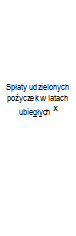 Spłaty udzielonych
pożyczek w latach
ubiegłych x